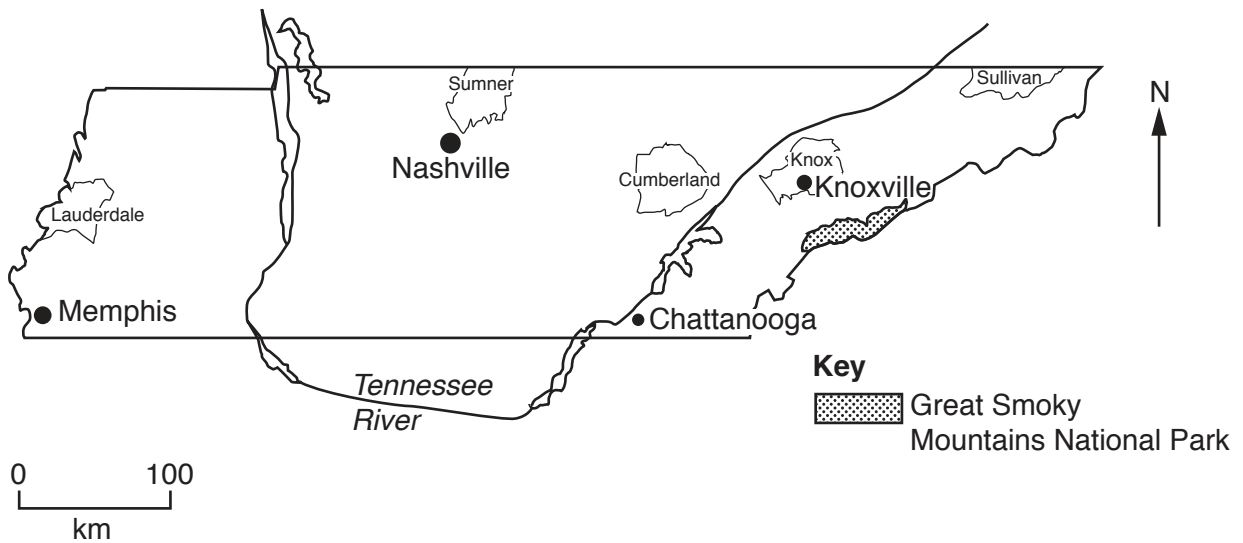 Sumner
Sullivan
N
Nashville
Knox
Cumberland
Knoxville
Lauderdale
Memphis
Chattanooga
Tennessee
River
Key
Great Smoky
Mountains National Park
0 100
km